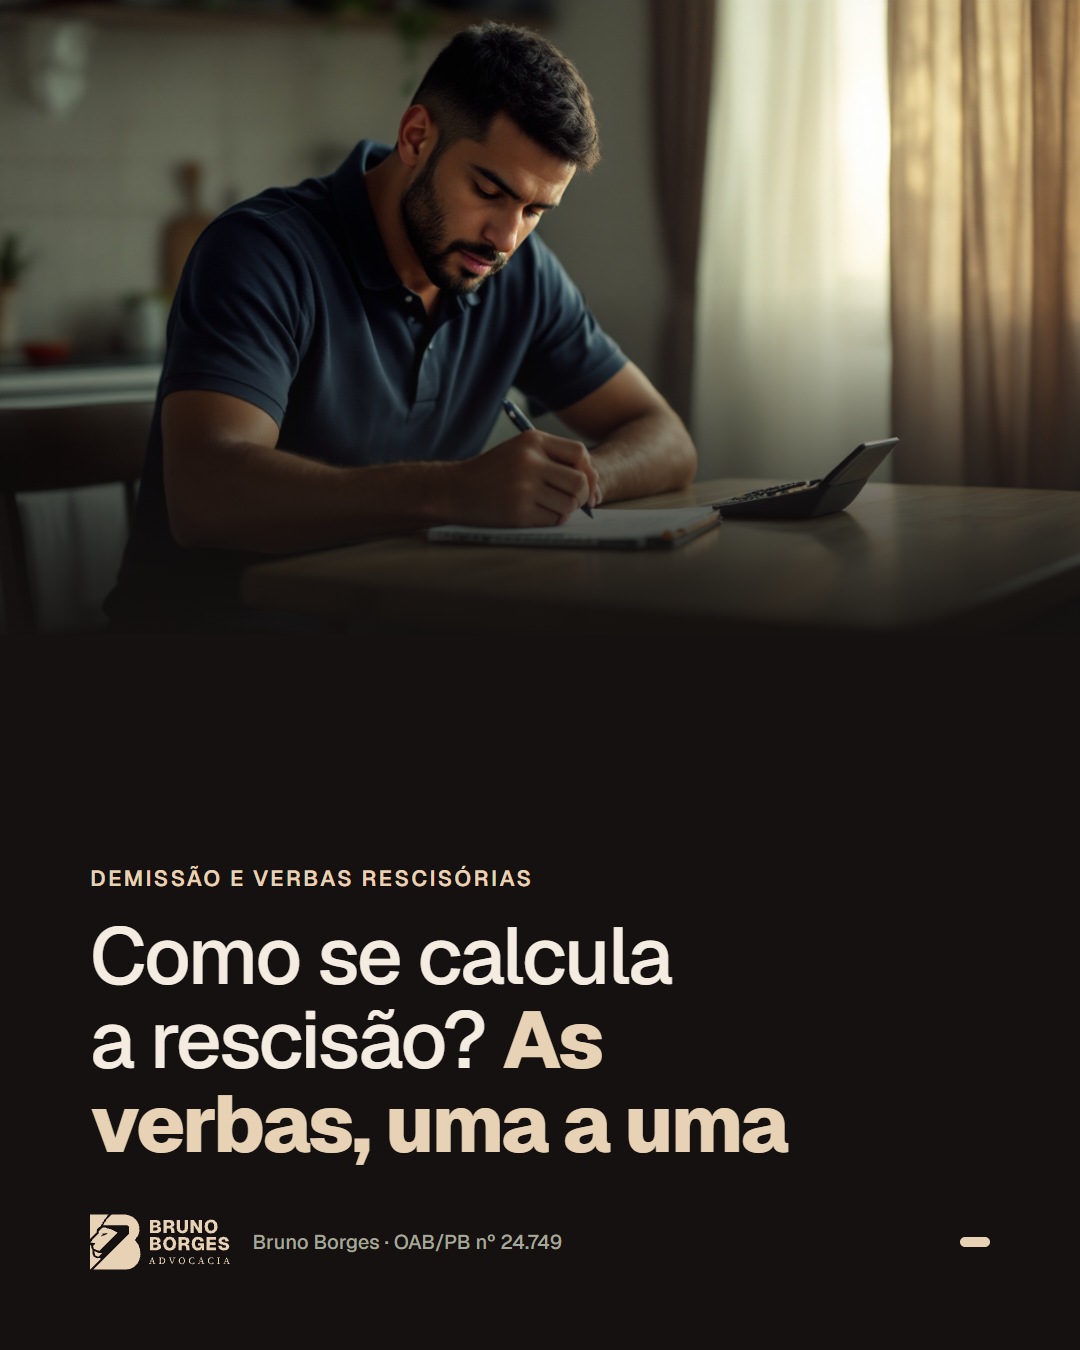 DEMISSÃO E VERBAS RESCISÓRIAS
Como se calcula
a rescisão? As
verbas, uma a uma
BRUNO
BORGES
ADVOCACIA
Bruno Borges · OAB/PB nº 24.749